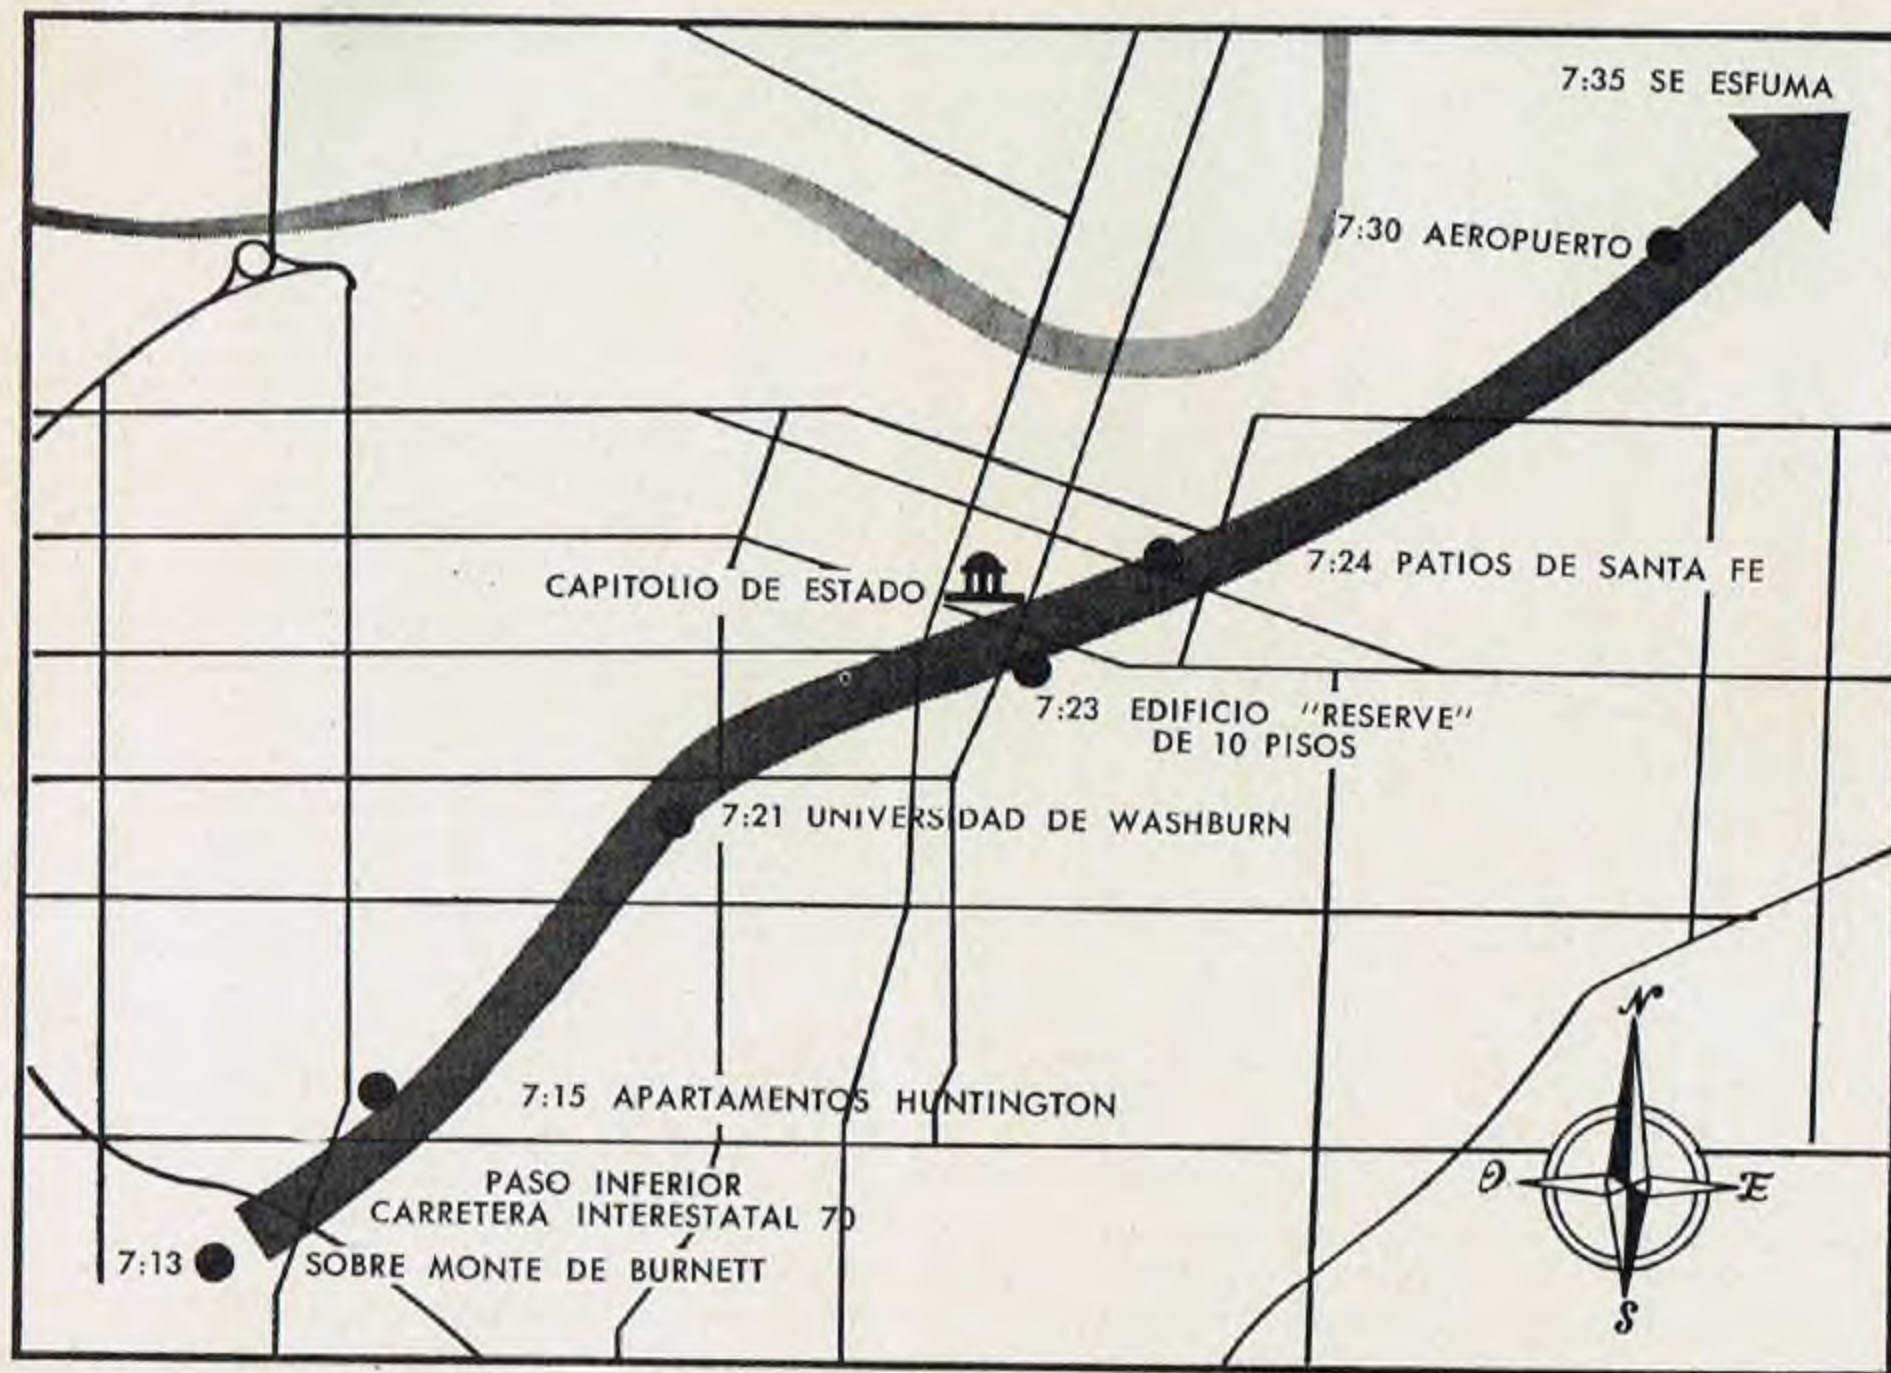 7:35 SE ESFUMA
7:30 AEROPUERTO
7:24 PATIOS DE SANTA FE
CAPITOLIO DE ESTADO
7:23 EDIFICIO "RESERVE"
DE 10 PISOS
7:21 UNIVERSIDAD DE WASHBURN
7:15 APARTAMENTOS HUNTINGTON
PASO INFERIOR
CARRETERA INTERESTATAL 70
7:13 SOBRE MONTE DE BURNETT
N
O E
S